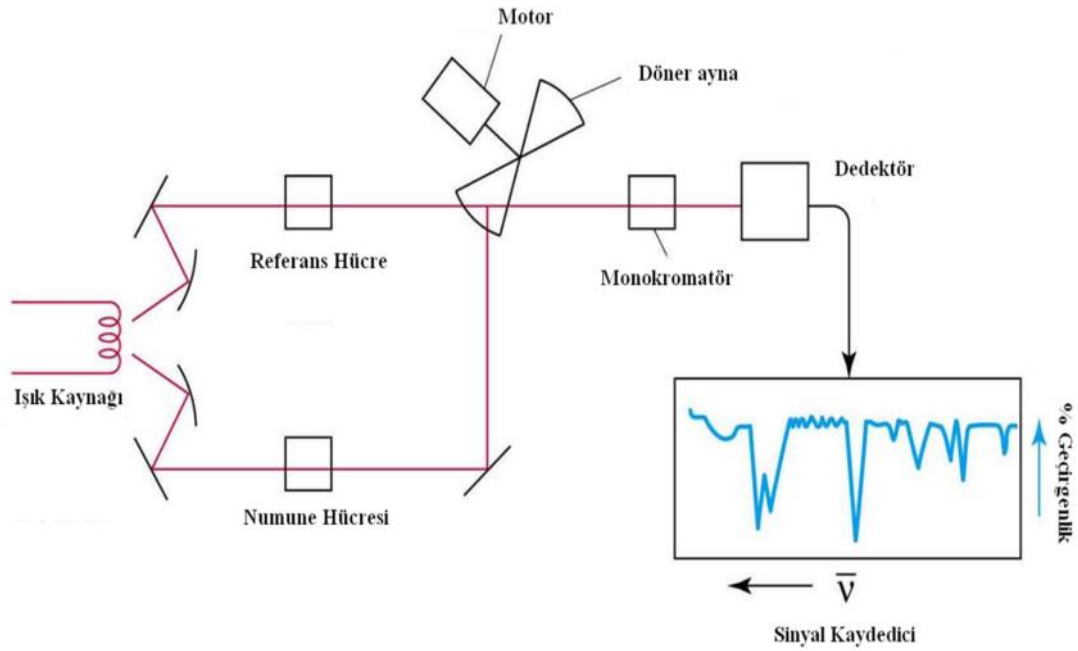 Motor
Döner ayna
Dedektör
Referans Hücre
Monokromatör
Işık Kaynağı
Numune Hücresi
% Geçirgenlik
ν̅
Sinyal Kaydedici